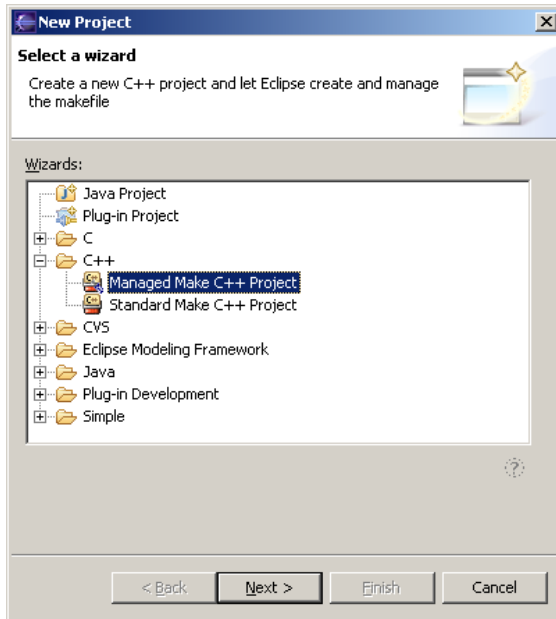 New Project
Select a wizard
Create a new C++ project and let Eclipse create and manage
the makefile
Wizards:
Java Project
Plug-in Project
C
C++
Managed Make C++ Project
Standard Make C++ Project
CVS
Eclipse Modeling Framework
Java
Plug-in Development
Simple
?
< Back Next > Finish Cancel